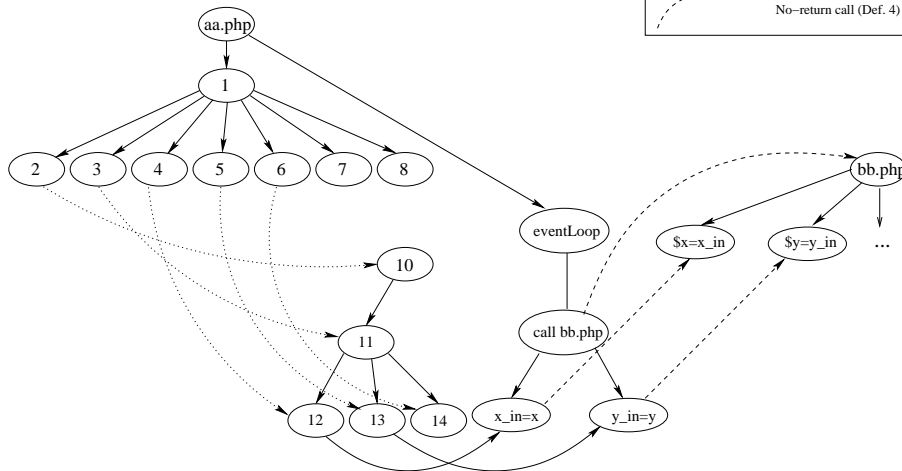 No-return call (Def. 4)
aa.php
1
2
3
4
5
6
7
8
bb.php
eventLoop
$x=x_in
$y=y_in
...
10
call bb.php
11
12
13
14
x_in=x
y_in=y